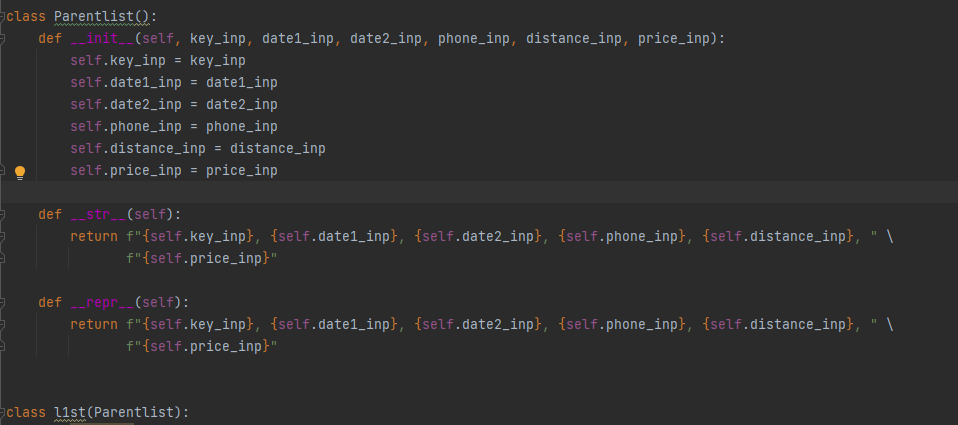 class Parentlist():
    def __init__(self, key_inp, date1_inp, date2_inp, phone_inp, distance_inp, price_inp):
        self.key_inp = key_inp
        self.date1_inp = date1_inp
        self.date2_inp = date2_inp
        self.phone_inp = phone_inp
        self.distance_inp = distance_inp
        self.price_inp = price_inp
    def __str__(self):
        return f"{self.key_inp}, {self.date1_inp}, {self.date2_inp}, {self.phone_inp}, {self.distance_inp}, " \
               f"{self.price_inp}"
    def __repr__(self):
        return f"{self.key_inp}, {self.date1_inp}, {self.date2_inp}, {self.phone_inp}, {self.distance_inp}, " \
               f"{self.price_inp}"
class l1st(Parentlist):